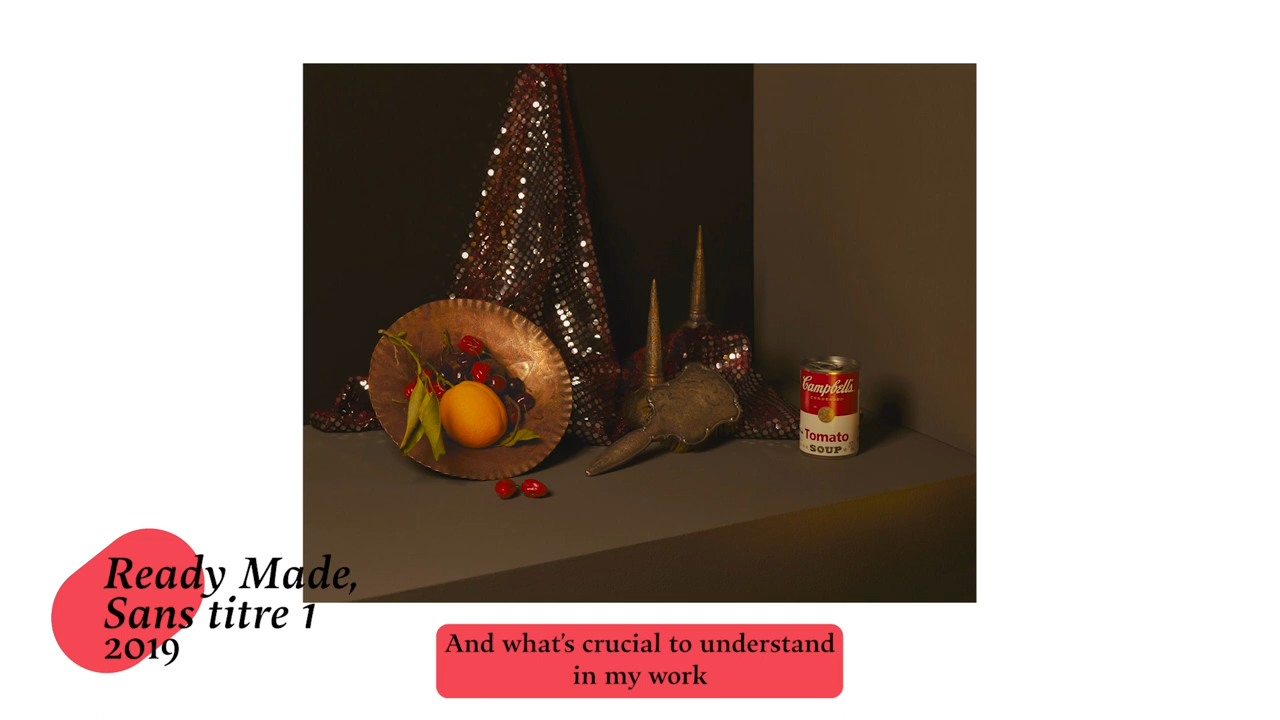 Campbell's
CONDENSED
Tomato
SOUP
Ready Made,
Sans titre 1
2019
And what's crucial to understand
in my work